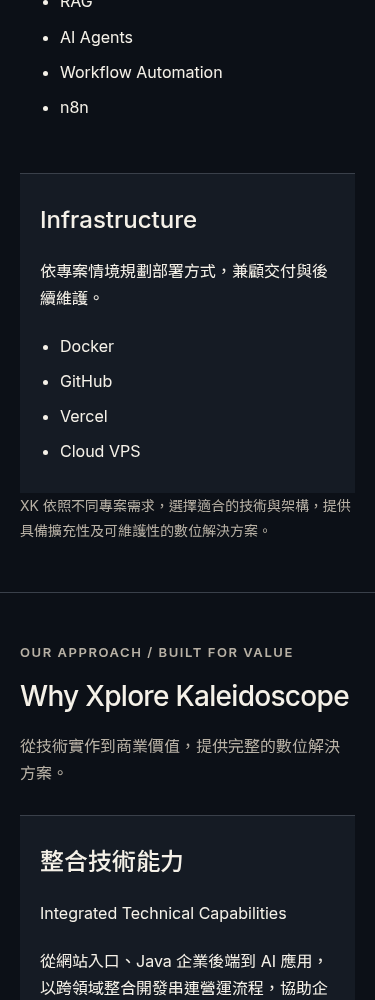 RAG
AI Agents
Workflow Automation
n8n
Infrastructure
依專案情境規劃部署方式，兼顧交付與後
續維護。
Docker
GitHub
Vercel
Cloud VPS
XK 依照不同專案需求，選擇適合的技術與架構，提供
具備擴充性及可維護性的數位解決方案。
OUR APPROACH / BUILT FOR VALUE
Why Xplore Kaleidoscope
從技術實作到商業價值，提供完整的數位解決
方案。
整合技術能力
Integrated Technical Capabilities
從網站入口、Java 企業後端到 AI 應用，
以跨領域整合開發串連營運流程，協助企